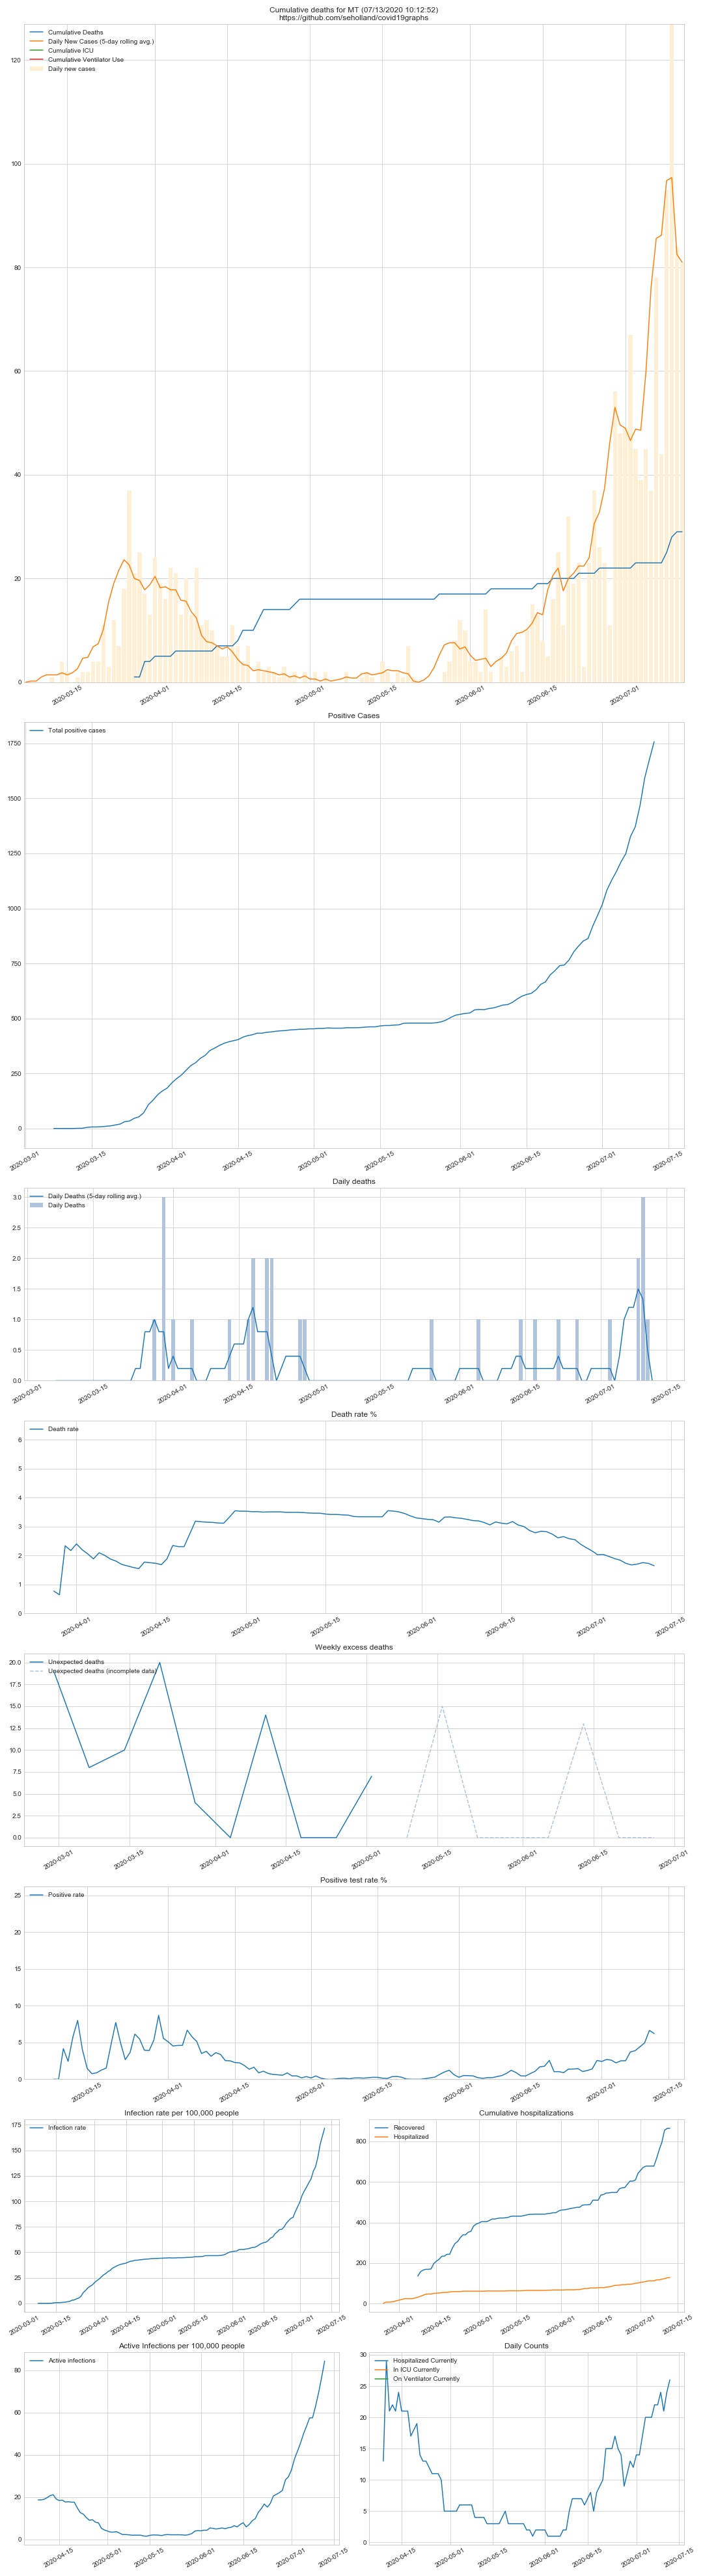 Cumulative deaths for MT (07/13/2020 10:12:52)
https://github.com/seholland/covid19graphs
Cumulative Deaths
Daily New Cases (5-day rolling avg.)
Cumulative ICU
Cumulative Ventilator Use
Daily new cases
120
100
80
60
40
20
0
2020-03-15 2020-04-01 2020-04-15 2020-05-01 2020-05-15 2020-06-01 2020-06-15 2020-07-01
Positive Cases
Total positive cases
1750
1500
1250
1000
750
500
250
0
2020-03-01 2020-03-15 2020-04-01 2020-04-15 2020-05-01 2020-05-15 2020-06-01 2020-06-15 2020-07-01 2020-07-15
Daily deaths
Daily Deaths (5-day rolling avg.)
Daily Deaths
3.0
2.5
2.0
1.5
1.0
0.5
0.0
2020-03-01 2020-03-15 2020-04-01 2020-04-15 2020-05-01 2020-05-15 2020-06-01 2020-06-15 2020-07-01 2020-07-15
Death rate %
Death rate
6
5
4
3
2
1
0
2020-04-01 2020-04-15 2020-05-01 2020-05-15 2020-06-01 2020-06-15 2020-07-01 2020-07-15
Weekly excess deaths
Unexpected deaths
Unexpected deaths (incomplete data)
20.0
17.5
15.0
12.5
10.0
7.5
5.0
2.5
0.0
2020-03-01 2020-03-15 2020-04-01 2020-04-15 2020-05-01 2020-05-15 2020-06-01 2020-06-15 2020-07-01
Positive test rate %
Positive rate
25
20
15
10
5
0
2020-03-15 2020-04-01 2020-04-15 2020-05-01 2020-05-15 2020-06-01 2020-06-15 2020-07-01 2020-07-15
Infection rate per 100,000 people
Infection rate
175
150
125
100
75
50
25
0
2020-03-01 2020-03-15 2020-04-01 2020-04-15 2020-05-01 2020-05-15 2020-06-01 2020-06-15 2020-07-01 2020-07-15
Cumulative hospitalizations
Recovered
Hospitalized
800
600
400
200
0
2020-04-01 2020-04-15 2020-05-01 2020-05-15 2020-06-01 2020-06-15 2020-07-01 2020-07-15
Active Infections per 100,000 people
Active infections
80
60
40
20
0
2020-04-15 2020-05-01 2020-05-15 2020-06-01 2020-06-15 2020-07-01 2020-07-15
Daily Counts
Hospitalized Currently
In ICU Currently
On Ventilator Currently
30
25
20
15
10
5
0
2020-04-15 2020-05-01 2020-05-15 2020-06-01 2020-06-15 2020-07-01 2020-07-15